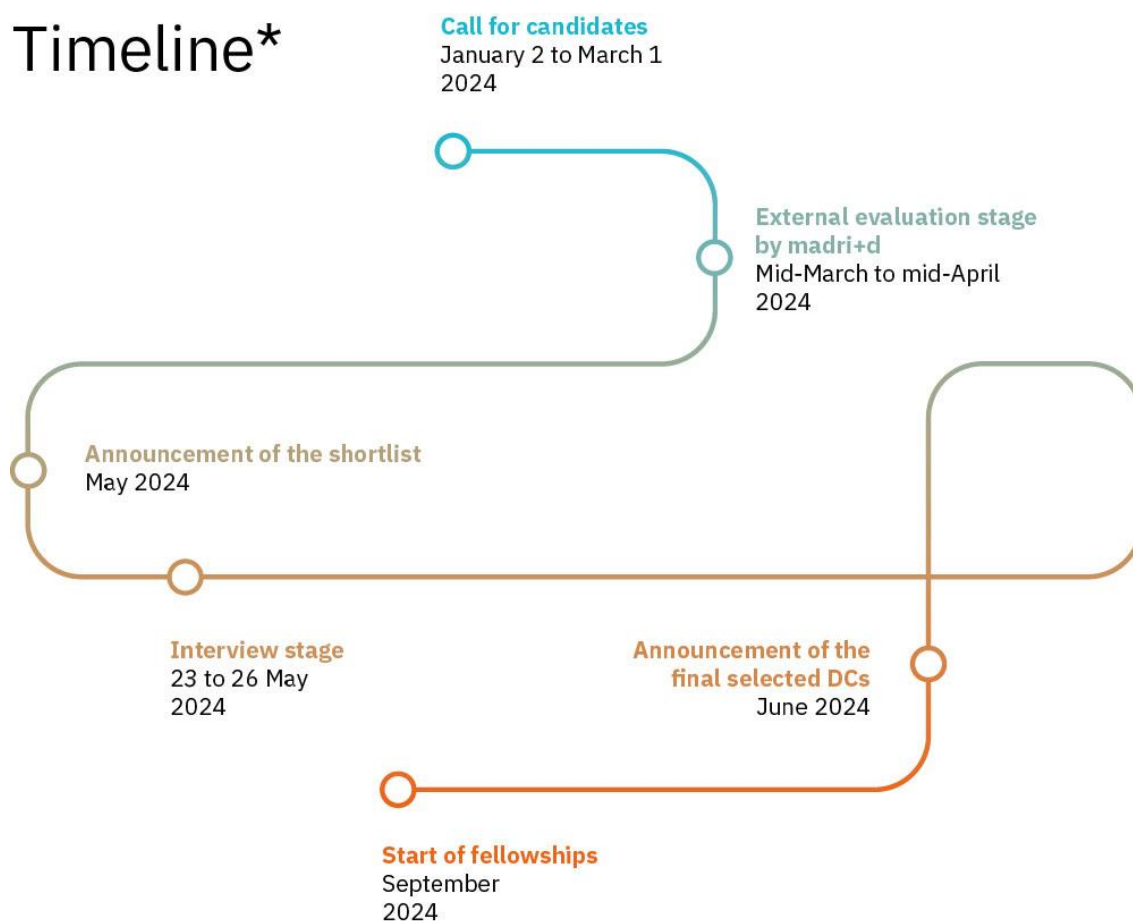 Timeline*
Call for candidates
January 2 to March 1
2024
External evaluation stage
by madri+d
Mid-March to mid-April
2024
Announcement of the shortlist
May 2024
Interview stage
23 to 26 May
2024
Announcement of the
final selected DCs
June 2024
Start of fellowships
September
2024